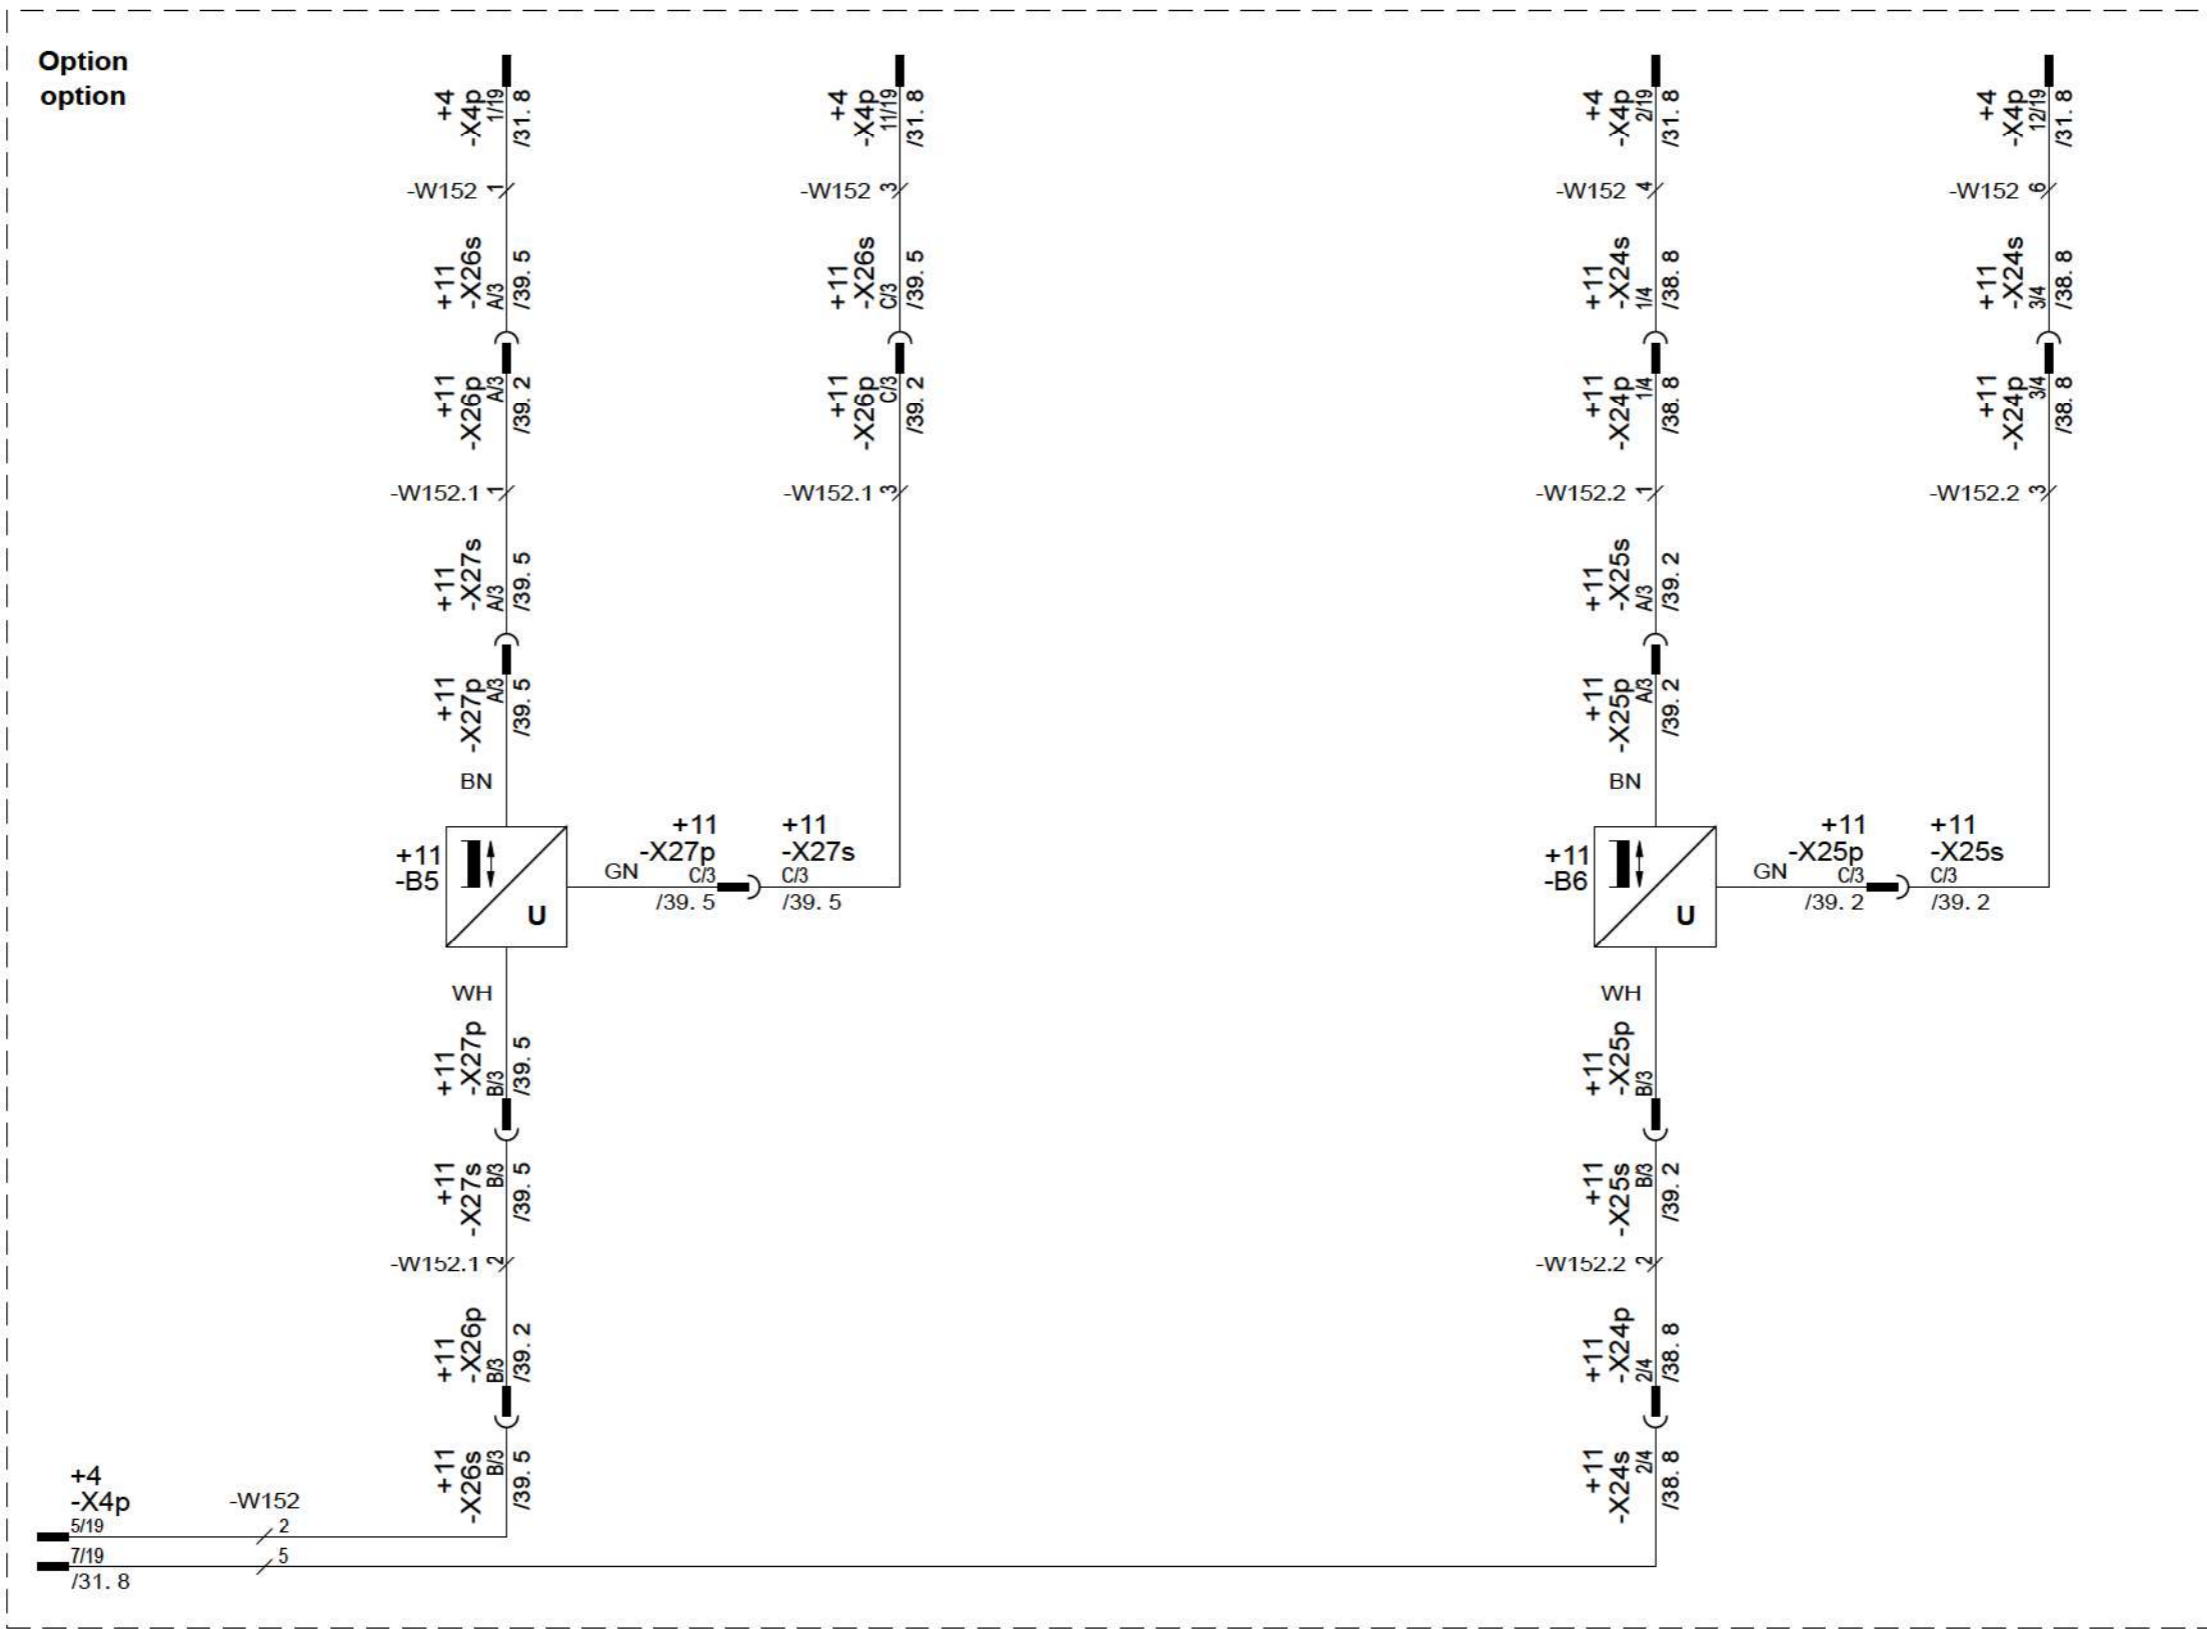 Option
option
+4
-X4p
1/19
/31. 8
+4
-X4p
11/19
/31. 8
+4
-X4p
2/19
/31. 8
+4
-X4p
12/19
/31. 8
-W152 1
-W152 3
-W152 4
-W152 6
+11
-X26s
A/3
/39. 5
+11
-X26s
C/3
/39. 5
+11
-X24s
1/4
/38. 8
+11
-X24s
3/4
/38. 8
+11
-X26p
A/3
/39. 2
+11
-X26p
C/3
/39. 2
+11
-X24p
1/4
/38. 8
+11
-X24p
3/4
/38. 8
-W152.1 1
-W152.1 3
-W152.2 1
-W152.2 3
+11
-X27s
A/3
/39. 5
+11
-X25s
A/3
/39. 2
+11
-X27p
A/3
/39. 5
+11
-X25p
A/3
/39. 2
BN
BN
+11
-B5
U
GN
+11
-X27p
C/3
/39. 5
+11
-X27s
C/3
/39. 5
+11
-B6
U
GN
+11
-X25p
C/3
/39. 2
+11
-X25s
C/3
/39. 2
WH
WH
+11
-X27p
B/3
/39. 5
+11
-X25p
B/3
+11
-X27s
B/3
/39. 5
+11
-X25s
B/3
/39. 2
-W152.1 2
-W152.2 2
+11
-X26p
B/3
/39. 2
+11
-X24p
2/4
/38. 8
+11
-X26s
B/3
/39. 5
+11
-X24s
2/4
/38. 8
+4
-X4p
-W152
5/19
2
7/19
5
/31. 8